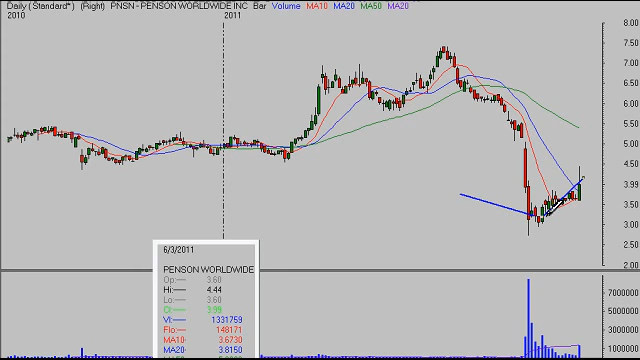 Daily (Standard*) (Right) PNSN - PENSON WORLDWIDE INC Bar Volume MA10 MA20 MA50 MA20
2010 2011
8.00
7.50
7.00
6.50
6.00
5.50
5.00
4.50
3.99
3.50
3.00
2.50
2.00
6/3/2011
PENSON WORLDWIDE
Op:-- 3.60
Hi:-- 4.44
Lo:-- 3.60
Cl:-- 3.99
Vl:-- 1331759
Flo:-- 148171
MA10-- 3.6730
MA20-- 3.8150
7000000
5000000
3000000
1000000